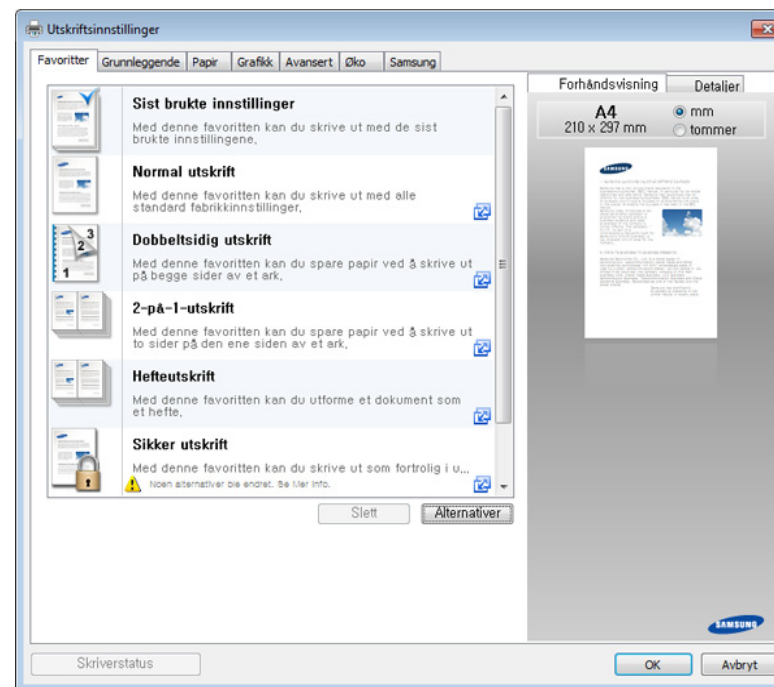 Utskriftsinnstillinger
Favoritter Grunnleggende Papir Grafikk Avansert Øko Samsung
Sist brukte innstillinger
Med denne favoritten kan du skrive ut med de sist
brukte innstillingene.
Normal utskrift
Med denne favoritten kan du skrive ut med alle
standard fabrikkinnstillinger.
1 2 3
Dobbeltsidig utskrift
Med denne favoritten kan du spare papir ved å skrive ut
på begge sider av et ark.
2-på-1-utskrift
Med denne favoritten kan du spare papir ved å skrive ut
to sider på den ene siden av et ark.
Hefteutskrift
Med denne favoritten kan du utforme et dokument som
et hefte.
Sikker utskrift
Med denne favoritten kan du skrive ut som fortrolig i u...
Noen alternativer ble endret. Se Mer info.
Slett Alternativer
Forhåndsvisning Detaljer
A4
210 x 297 mm
mm
tommer
SAMSUNG
SAMSUNG
Skriverstatus OK Avbryt